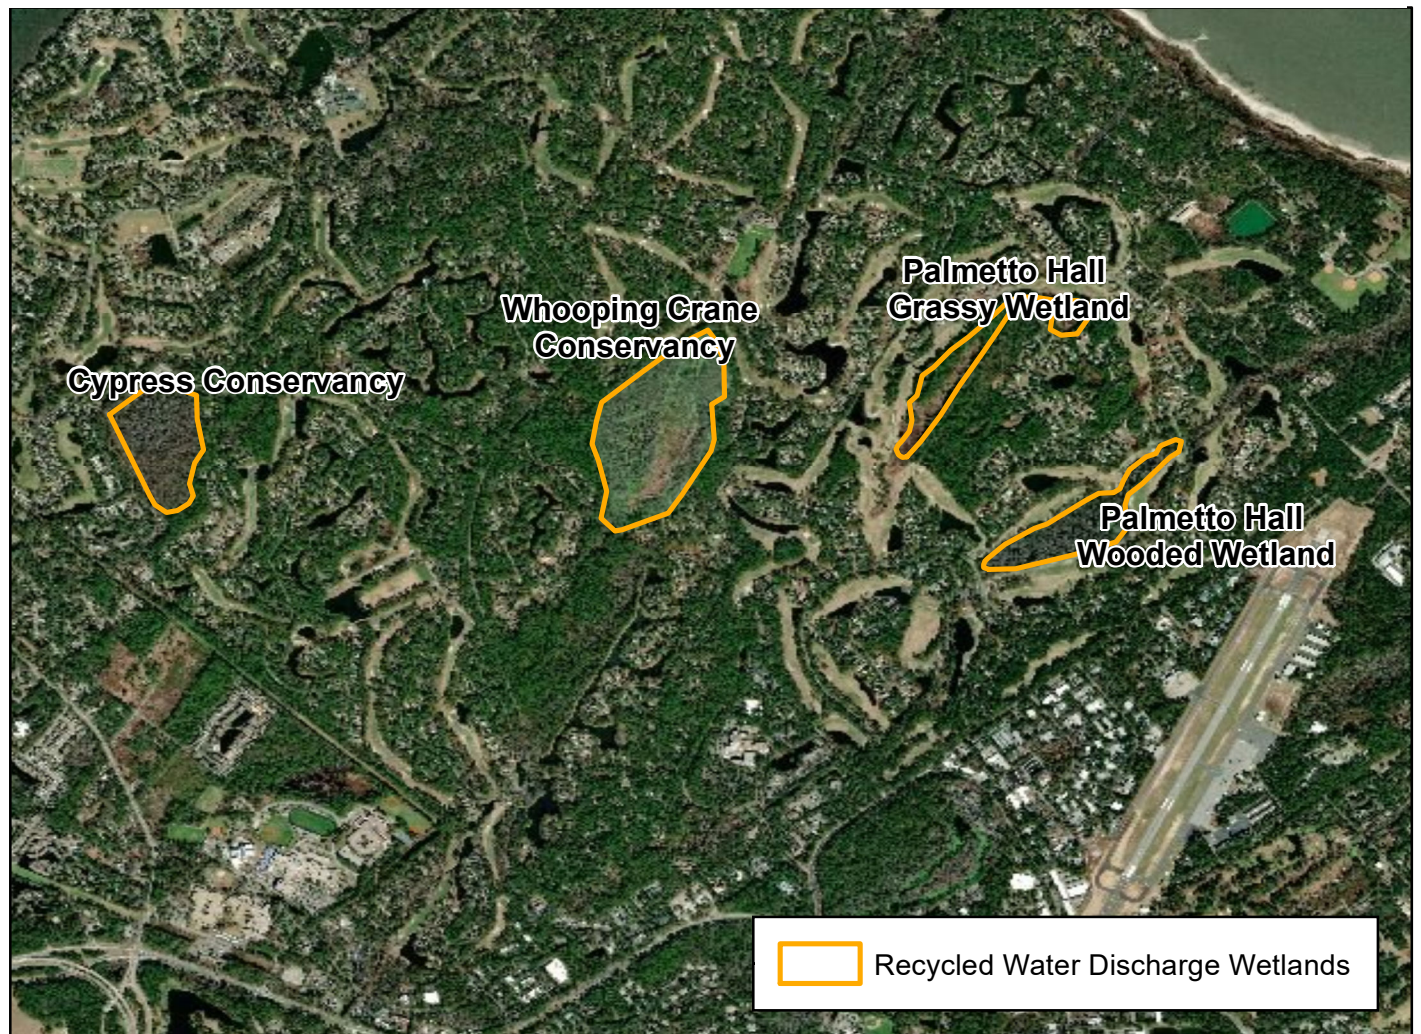 Palmetto Hall
Grassy Wetland
Whooping Crane
Conservancy
Cypress Conservancy
Palmetto Hall
Wooded Wetland
Recycled Water Discharge Wetlands